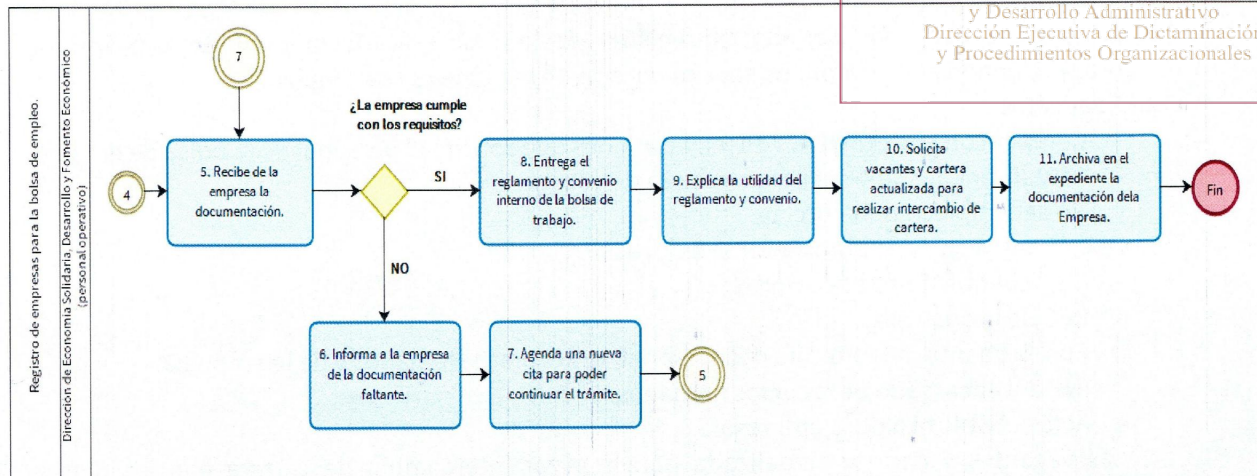 y Desarrollo Administrativo
Dirección Ejecutiva de Dictaminación
y Procedimientos Organizacionales
Registro de empresas para la bolsa de empleo.
Direccion de Economía Solidaria, Desarrollo y Fomento Económico
(personal operativo)
7
4
5. Recibe de la
empresa la
documentación.
¿La empresa cumple
con los requisitos?
SI
8. Entrega el
reglamento y convenio
interno de la bolsa de
trabajo.
9. Explica la utilidad del
reglamento y convenio.
10. Solicita
vacantes y cartera
actualizada para
realizar intercambio de
cartera.
11. Archiva en el
expediente la
documentación dela
Empresa.
Fin
NO
6. Informa a la empresa
de la documentación
faltante.
7. Agenda una nueva
cita para poder
continuar el trámite.
5